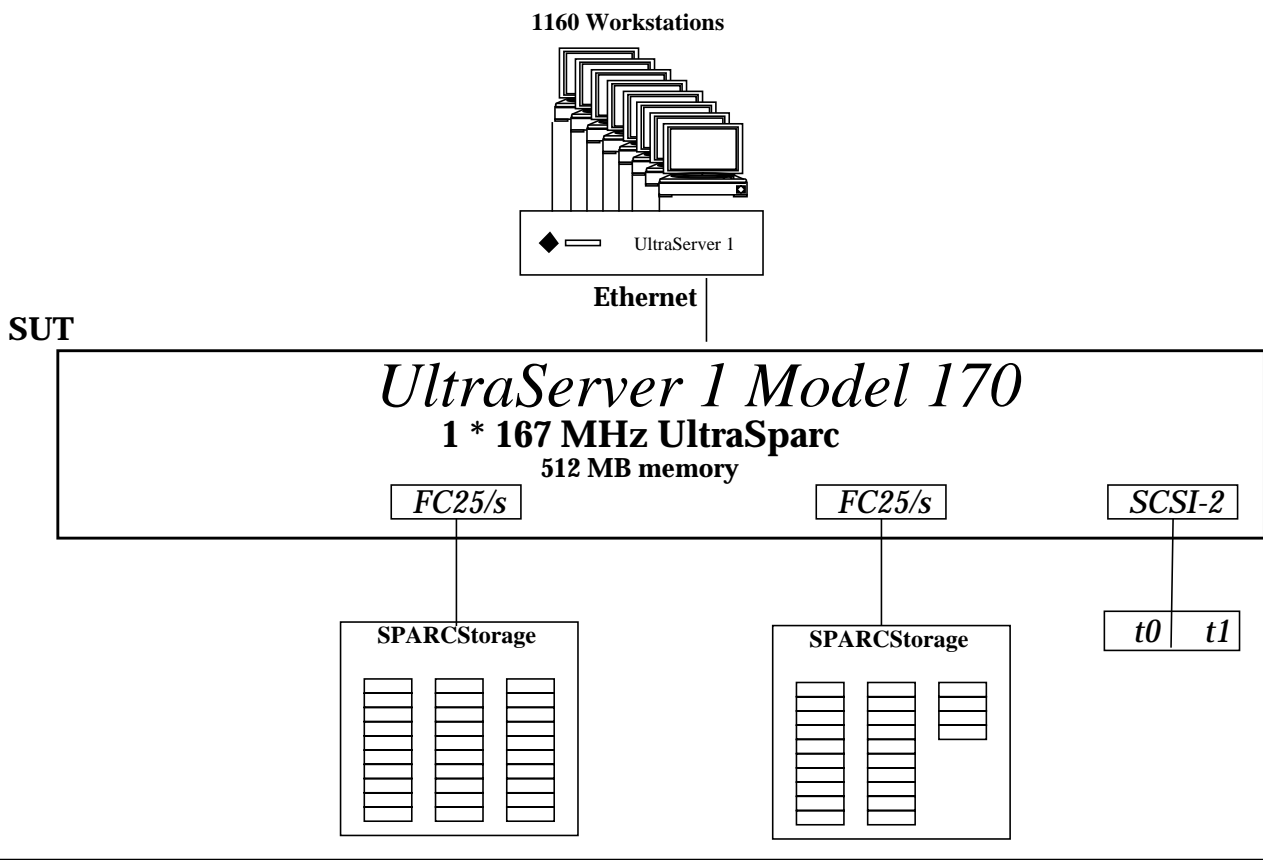 1160 Workstations
UltraServer 1
Ethernet
SUT
UltraServer 1 Model 170
1 * 167 MHz UltraSparc
512 MB memory
FC25/s FC25/s SCSI-2
SPARCStorage SPARCStorage t0 t1